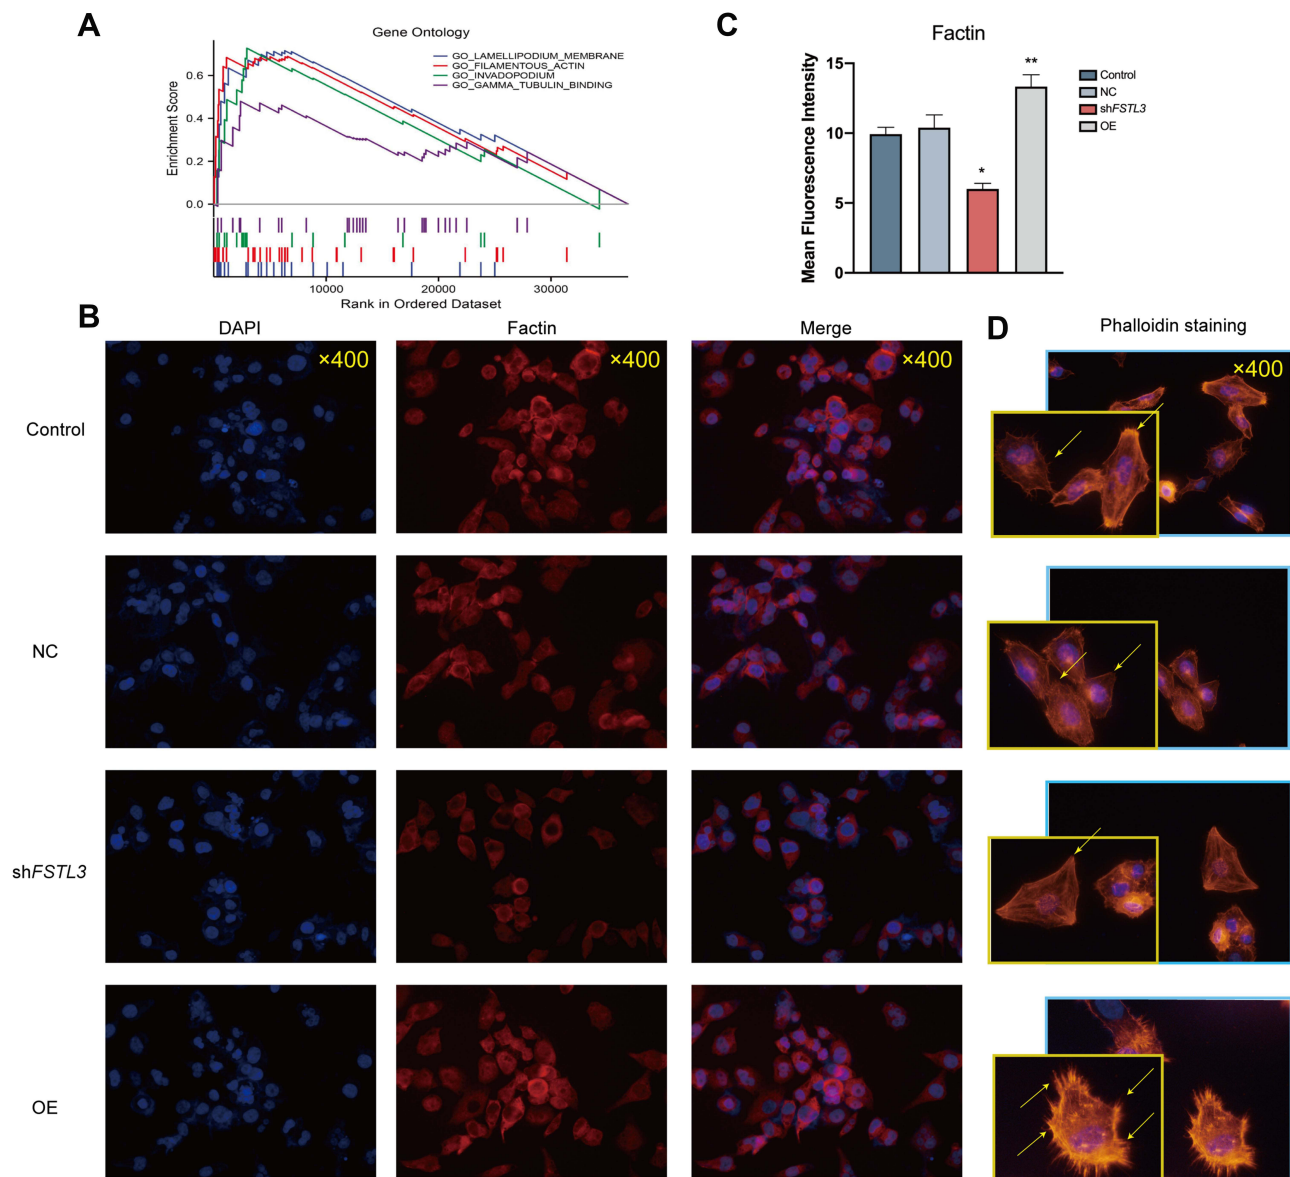 A
Gene Ontology
GO_LAMELLIPODIUM_MEMBRANE
GO_FILAMENTOUS_ACTIN
GO_INVADOPODIUM
GO_GAMMA_TUBULIN_BINDING
Enrichment Score
0.6
0.4
0.2
0.0
10000
20000
30000
Rank in Ordered Dataset
C
Factin
Mean Fluorescence Intensity
15
10
5
0
*
**
Control
NC
shFSTL3
OE
B
DAPI
Factin
Merge
Control
×400
×400
×400
NC
shFSTL3
OE
D
Phalloidin staining
×400